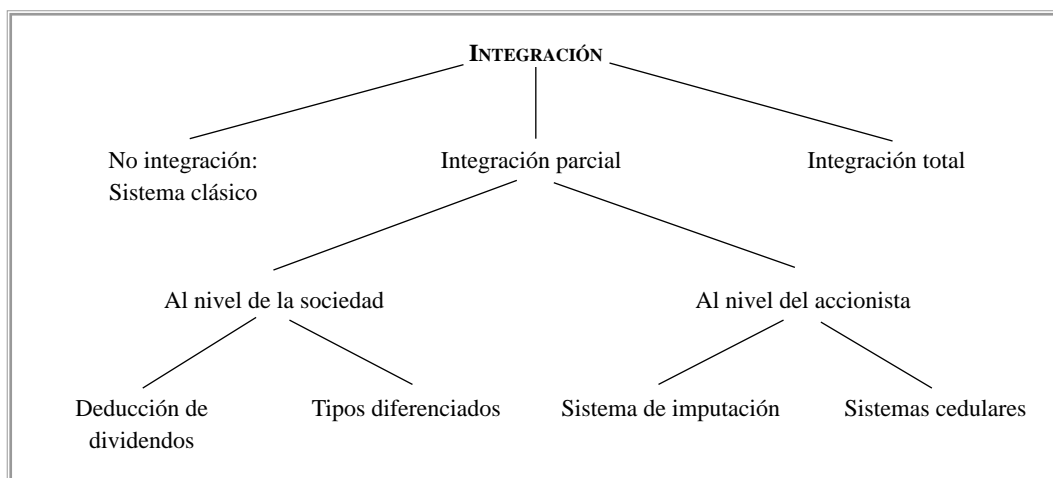 INTEGRACIÓN
No integración:
Sistema clásico
Integración parcial
Integración total
Al nivel de la sociedad
Al nivel del accionista
Deducción de
dividendos
Tipos diferenciados
Sistema de imputación
Sistemas cedulares